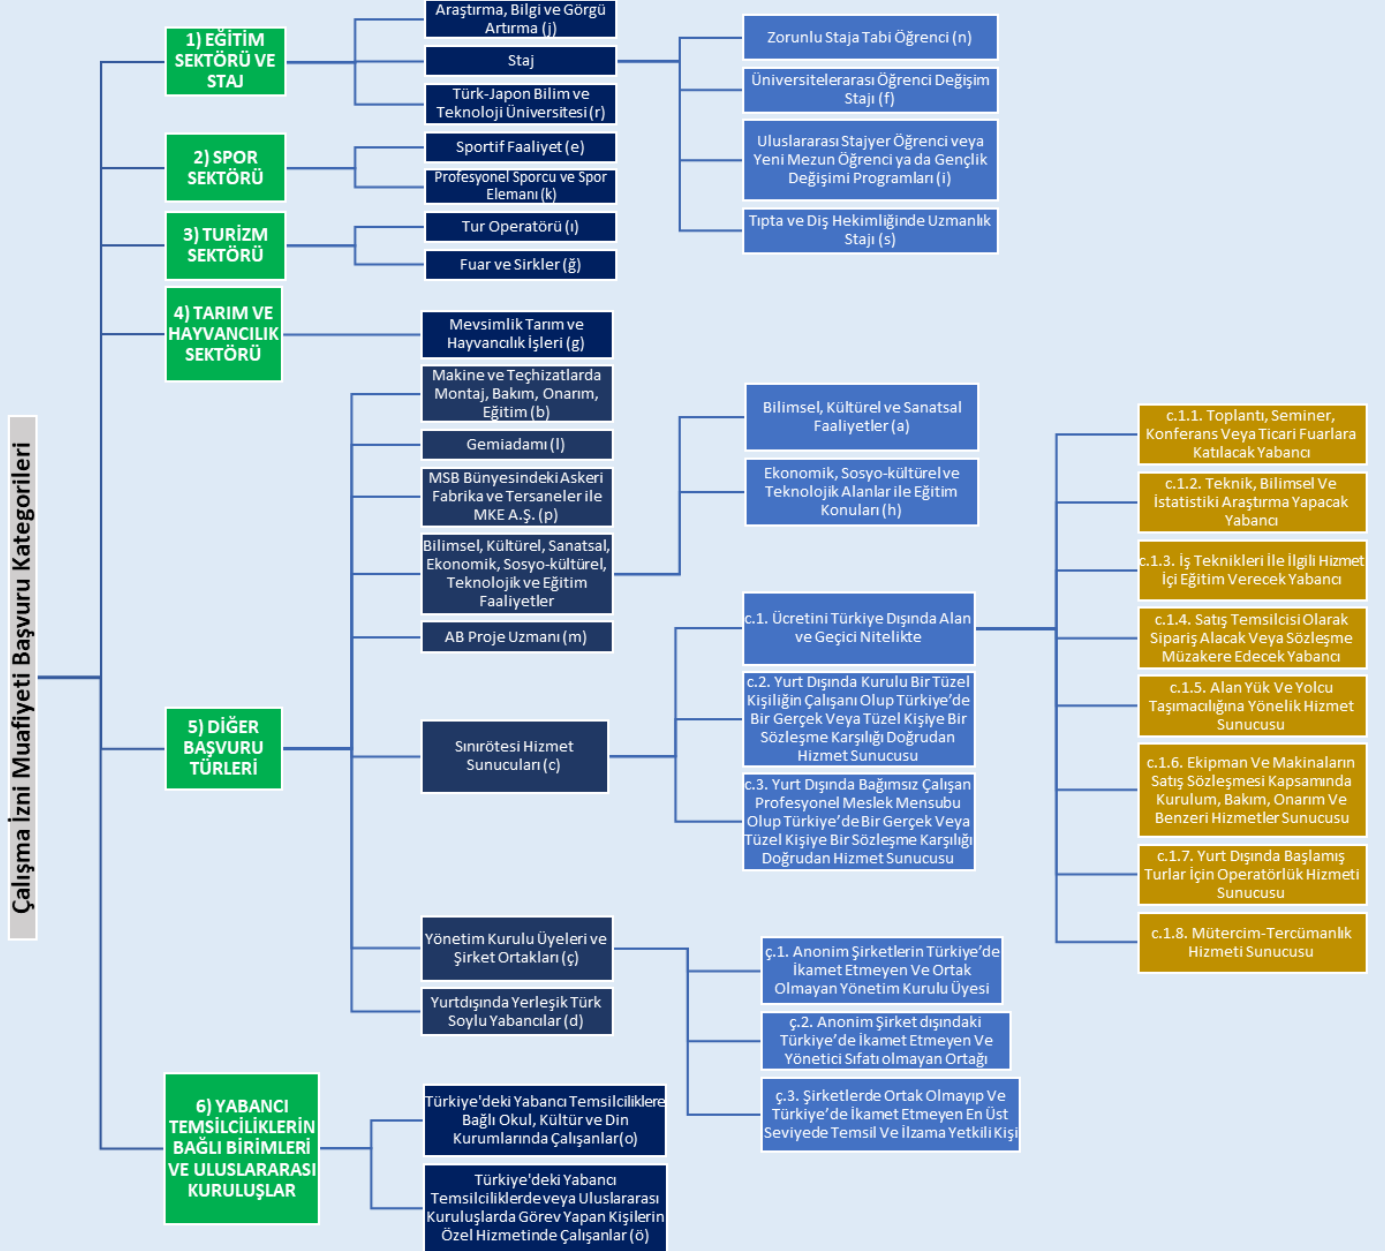 Çalışma İzni Muafiyeti Başvuru Kategorileri
1) EĞİTİM
SEKTÖRÜ VE
STAJ
Araştırma, Bilgi ve Görgü
Artırma (j)
Staj
Zorunlu Staja Tabi Öğrenci (n)
Üniversitelerarası Öğrenci Değişim
Stajı (f)
Uluslararası Stajyer Öğrenci veya
Yeni Mezun Öğrenci ya da Gençlik
Değişimi Programları (i)
Tıpta ve Diş Hekimliğinde Uzmanlık
Stajı (s)
Türk-Japon Bilim ve
Teknoloji Üniversitesi (r)
2) SPOR
SEKTÖRÜ
Sportif Faaliyet (e)
Profesyonel Sporcu ve Spor
Elemanı (k)
3) TURİZM
SEKTÖRÜ
Tur Operatörü (ı)
Fuar ve Sirkler (ğ)
4) TARIM VE
HAYVANCILIK
SEKTÖRÜ
Mevsimlik Tarım ve
Hayvancılık İşleri (g)
5) DİĞER
BAŞVURU
TÜRLERİ
Makine ve Teçhizatlarda
Montaj, Bakım, Onarım,
Eğitim (b)
Gemiadamı (l)
MSB Bünyesindeki Askeri
Fabrika ve Tersaneler ile
MKE A.Ş. (p)
Bilimsel, Kültürel, Sanatsal,
Ekonomik, Sosyo-kültürel,
Teknolojik ve Eğitim
Faaliyetler
Bilimsel, Kültürel ve Sanatsal
Faaliyetler (a)
Ekonomik, Sosyo-kültürel ve
Teknolojik Alanlar ile Eğitim
Konuları (h)
AB Proje Uzmanı (m)
Sınırötesi Hizmet
Sunucuları (c)
c.1. Ücretini Türkiye Dışında Alan
ve Geçici Nitelikte
c.1.1. Toplantı, Seminer,
Konferans Veya Ticari Fuarlara
Katılacak Yabancı
c.1.2. Teknik, Bilimsel Ve
İstatistiki Araştırma Yapacak
Yabancı
c.1.3. İş Teknikleri İle İlgili Hizmet
İçi Eğitim Verecek Yabancı
c.1.4. Satış Temsilcisi Olarak
Sipariş Alacak Veya Sözleşme
Müzakere Edecek Yabancı
c.1.5. Alan Yük Ve Yolcu
Taşımacılığına Yönelik Hizmet
Sunucusu
c.1.6. Ekipman Ve Makinaların
Satış Sözleşmesi Kapsamında
Kurulum, Bakım, Onarım Ve
Benzeri Hizmetler Sunucusu
c.1.7. Yurt Dışında Başlamış
Turlar İçin Operatörlük Hizmeti
Sunucusu
c.1.8. Mütercim-Tercümanlık
Hizmeti Sunucusu
c.2. Yurt Dışında Kurulu Bir Tüzel
Kişiliğin Çalışanı Olup Türkiye’de
Bir Gerçek Veya Tüzel Kişiye Bir
Sözleşme Karşılığı Doğrudan
Hizmet Sunucusu
c.3. Yurt Dışında Bağımsız Çalışan
Profesyonel Meslek Mensubu
Olup Türkiye’de Bir Gerçek Veya
Tüzel Kişiye Bir Sözleşme Karşılığı
Doğrudan Hizmet Sunucusu
Yönetim Kurulu Üyeleri ve
Şirket Ortakları (ç)
ç.1. Anonim Şirketlerin Türkiye’de
İkamet Etmeyen Ve Ortak
Olmayan Yönetim Kurulu Üyesi
ç.2. Anonim Şirket dışındaki
Türkiye’de İkamet Etmeyen Ve
Yönetici Sıfatı olmayan Ortağı
ç.3. Şirketlerde Ortak Olmayıp Ve
Türkiye’de İkamet Etmeyen En Üst
Seviyede Temsil Ve İlzama Yetkili Kişi
Yurtdışında Yerleşik Türk
Soylu Yabancılar (d)
6) YABANCI
TEMSİLCİLİKLERİN
BAĞLI BİRİMLERİ
VE ULUSLARARASI
KURULUŞLAR
Türkiye'deki Yabancı Temsilciliklere
Bağlı Okul, Kültür ve Din
Kurumlarında Çalışanlar(o)
Türkiye'deki Yabancı
Temsilciliklerde veya Uluslararası
Kuruluşlarda Görev Yapan Kişilerin
Özel Hizmetinde Çalışanlar (ö)